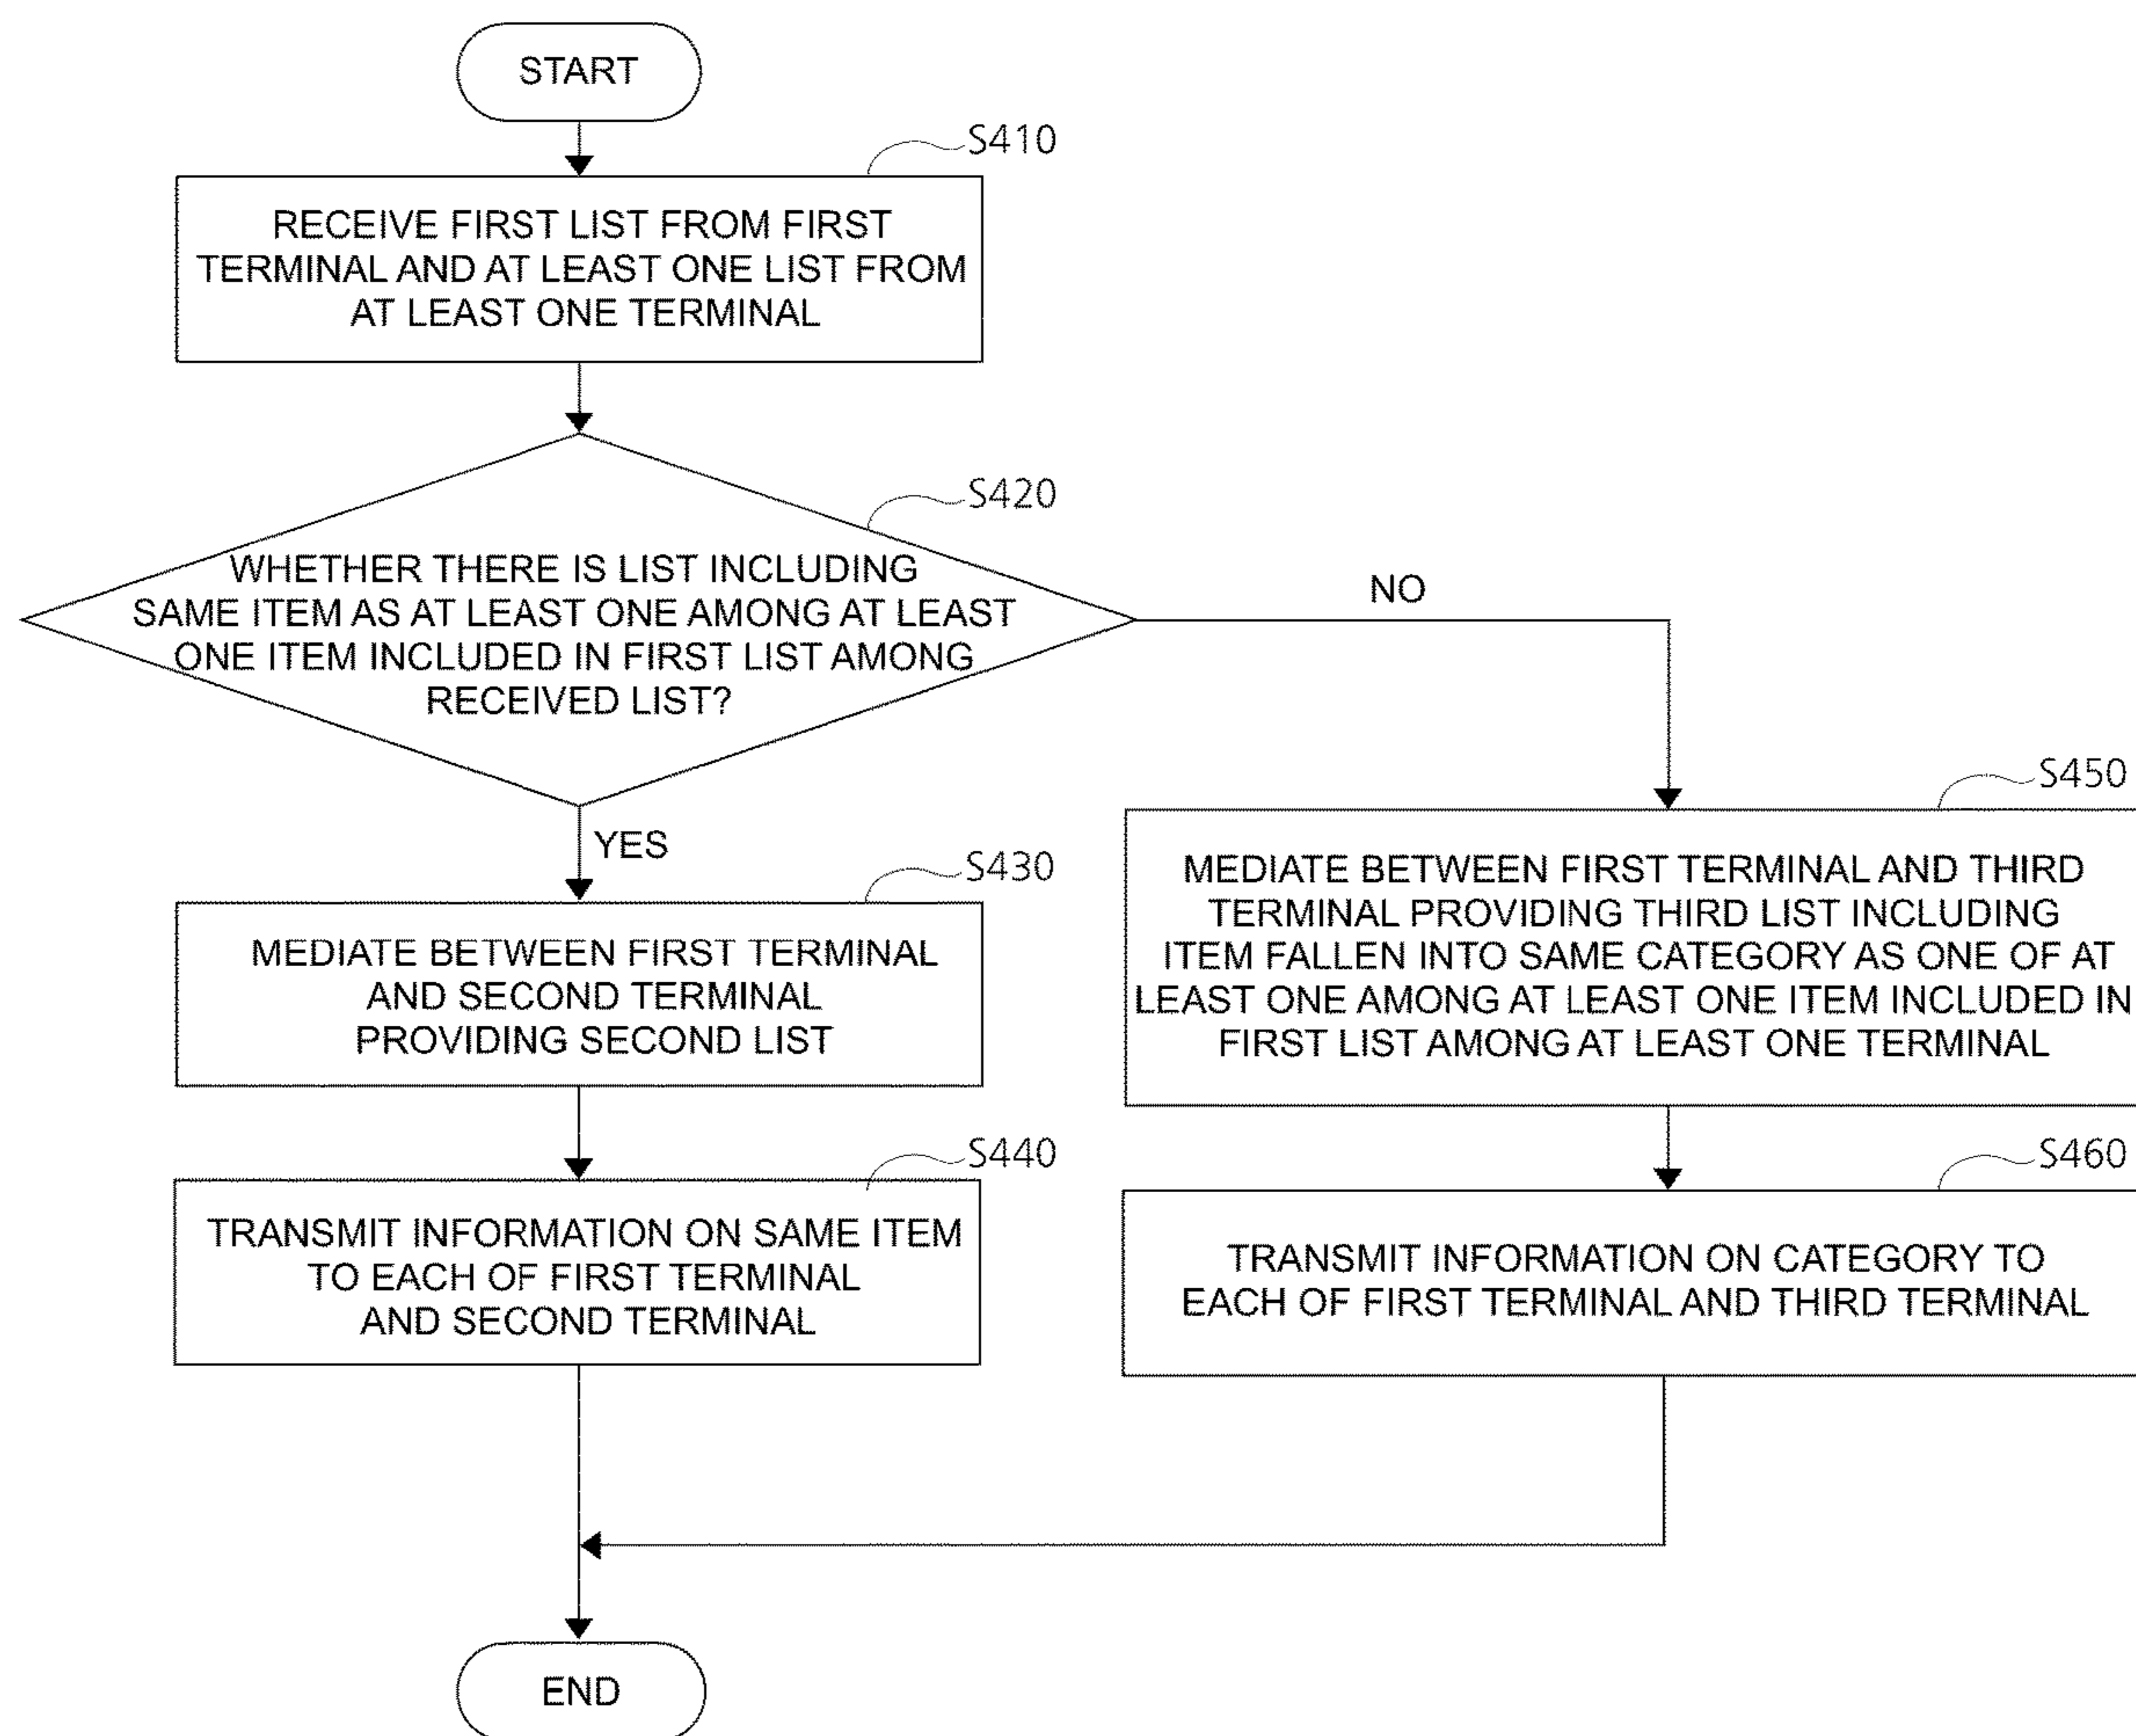 START
S410
RECEIVE FIRST LIST FROM FIRST
TERMINAL AND AT LEAST ONE LIST FROM
AT LEAST ONE TERMINAL
S420
WHETHER THERE IS LIST INCLUDING
SAME ITEM AS AT LEAST ONE AMONG AT LEAST
ONE ITEM INCLUDED IN FIRST LIST AMONG
RECEIVED LIST?
NO
YES
S430
MEDIATE BETWEEN FIRST TERMINAL
AND SECOND TERMINAL
PROVIDING SECOND LIST
S440
TRANSMIT INFORMATION ON SAME ITEM
TO EACH OF FIRST TERMINAL
AND SECOND TERMINAL
S450
MEDIATE BETWEEN FIRST TERMINAL AND THIRD
TERMINAL PROVIDING THIRD LIST INCLUDING
ITEM FALLEN INTO SAME CATEGORY AS ONE OF AT
LEAST ONE AMONG AT LEAST ONE ITEM INCLUDED IN
FIRST LIST AMONG AT LEAST ONE TERMINAL
S460
TRANSMIT INFORMATION ON CATEGORY TO
EACH OF FIRST TERMINAL AND THIRD TERMINAL
END